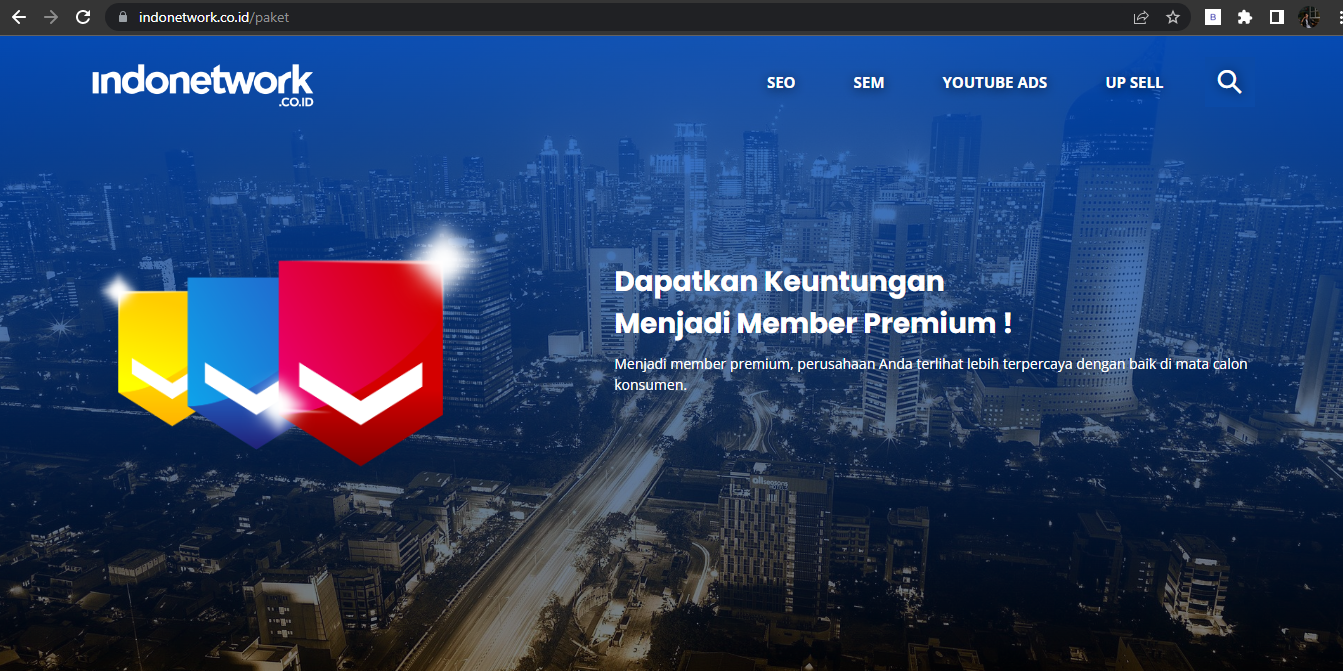 indonetwork.co.id/paket
B
indonetwork
.CO.ID
SEO
SEM
YOUTUBE ADS
UP SELL
Dapatkan Keuntungan
Menjadi Member Premium !
Menjadi member premium, perusahaan Anda terlihat lebih terpercaya dengan baik di mata calon
konsumen.
allseasons